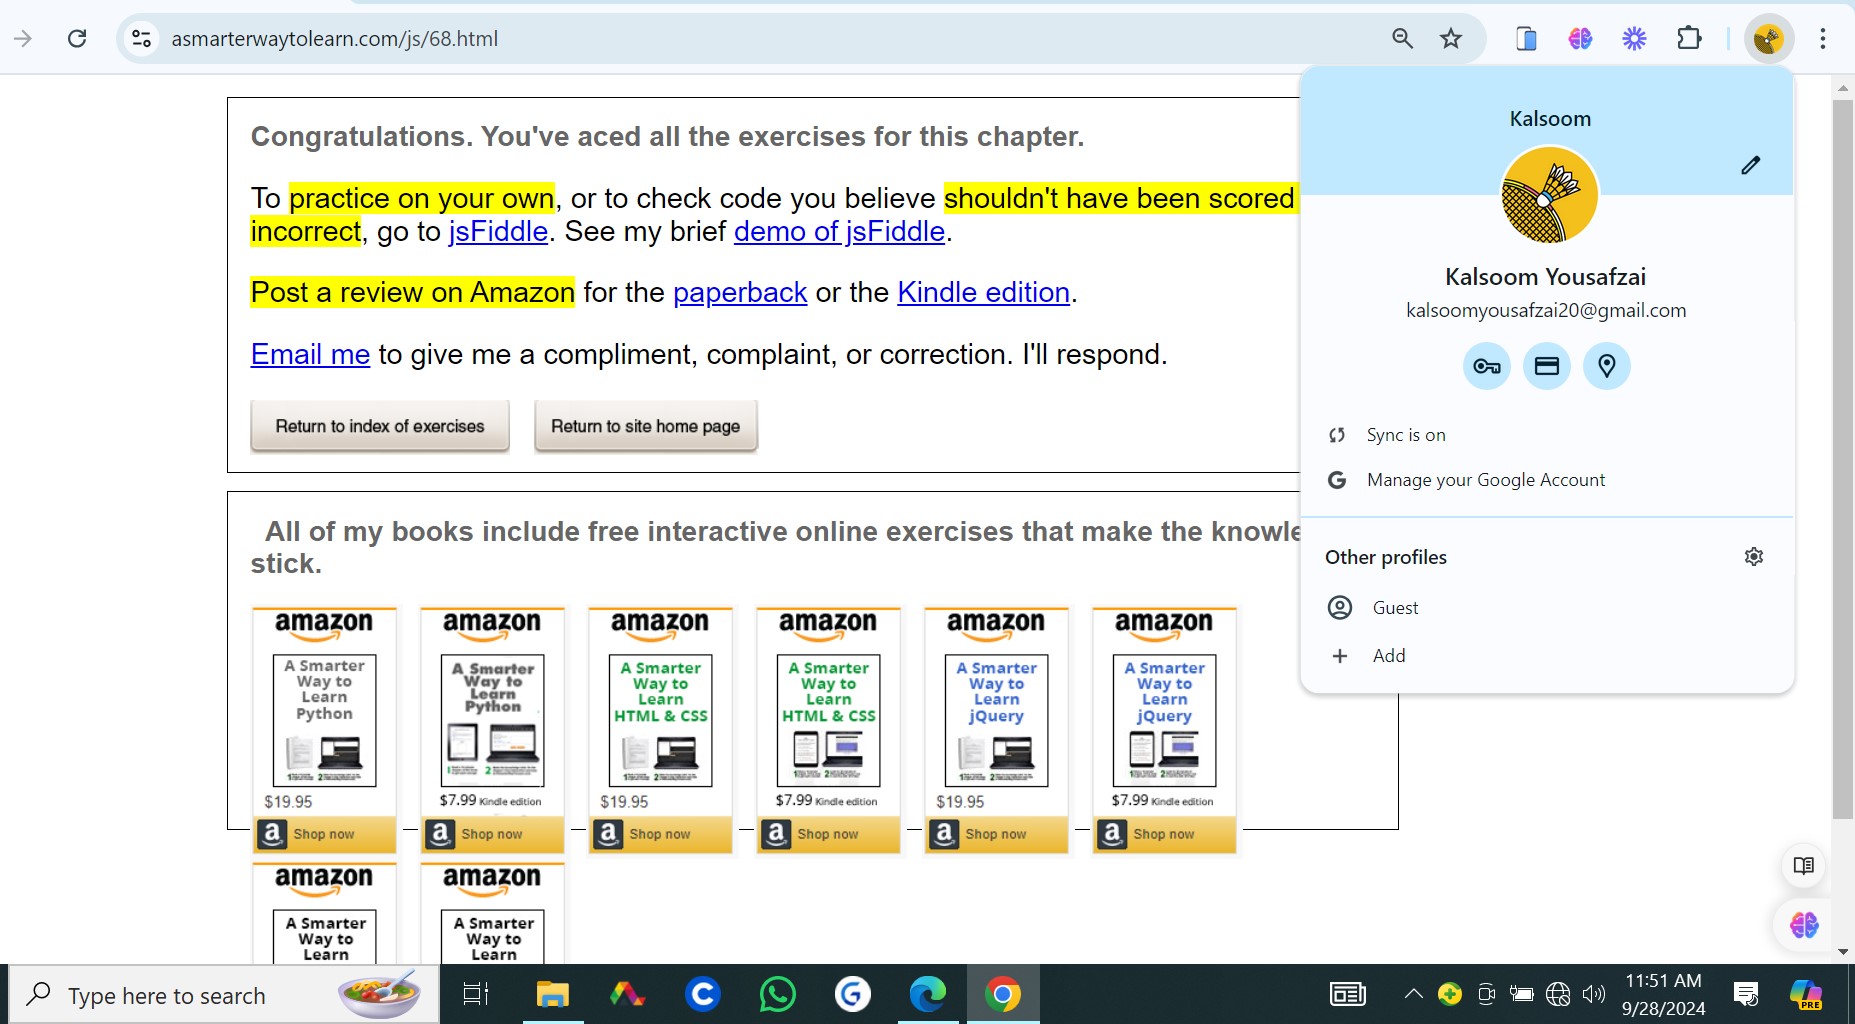 asmarterwaytolearn.com/js/68.html
Congratulations. You've aced all the exercises for this chapter.
To practice on your own, or to check code you believe shouldn't have been scored
incorrect, go to jsFiddle. See my brief demo of jsFiddle.
Post a review on Amazon for the paperback or the Kindle edition.
Email me to give me a compliment, complaint, or correction. I'll respond.
Return to index of exercises
Return to site home page
All of my books include free interactive online exercises that make the knowle
stick.
amazon
A Smarter
Way to
Learn
Python
$19.95
a Shop now
amazon
A Smarter
Way to
Learn
Python
$7.99 Kindle edition
a Shop now
amazon
A Smarter
Way to
Learn
HTML & CSS
$19.95
a Shop now
amazon
A Smarter
Way to
Learn
HTML & CSS
$7.99 Kindle edition
a Shop now
amazon
A Smarter
Way to
Learn
jQuery
$19.95
a Shop now
amazon
A Smarter
Way to
Learn
jQuery
$7.99 Kindle edition
a Shop now
amazon
A Smarter
Way to
Learn
amazon
A Smarter
Way to
Learn
Kalsoom
Kalsoom Yousafzai
kalsoomyousafzai20@gmail.com
Sync is on
G Manage your Google Account
Other profiles
Guest
+ Add
Type here to search
C
G
11:51 AM
9/28/2024
PRE